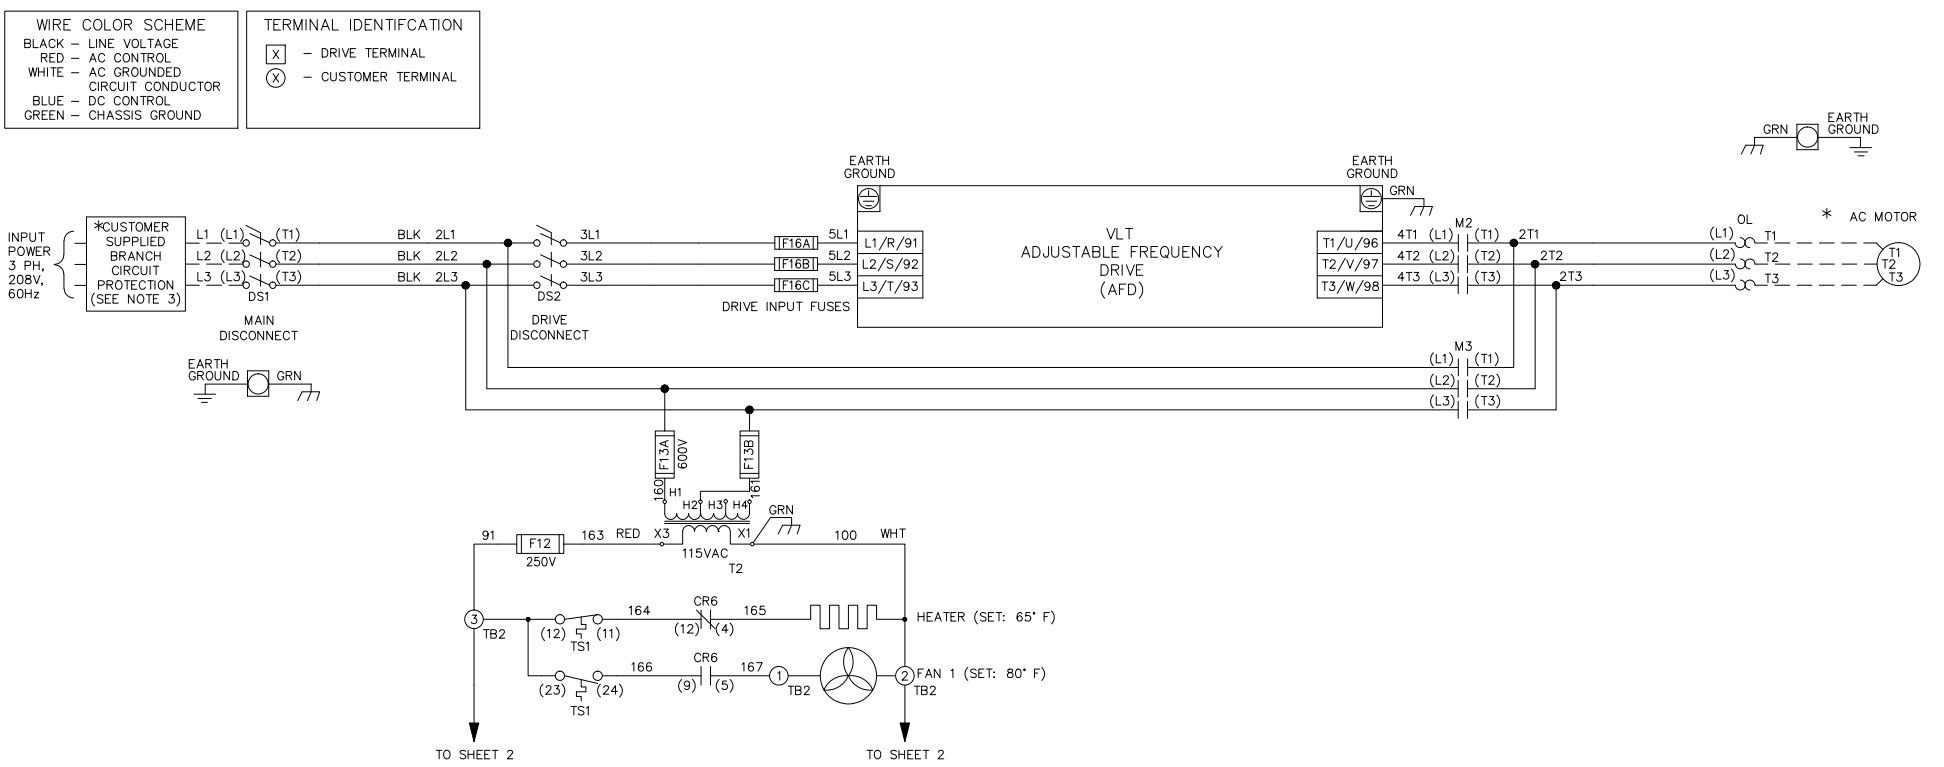 WIRE COLOR SCHEME
BLACK – LINE VOLTAGE
RED – AC CONTROL
WHITE – AC GROUNDED
CIRCUIT CONDUCTOR
BLUE – DC CONTROL
GREEN – CHASSIS GROUND
TERMINAL IDENTIFCATION
X – DRIVE TERMINAL
X – CUSTOMER TERMINAL
INPUT
POWER
3 PH,
208V,
60Hz
*CUSTOMER
SUPPLIED
BRANCH
CIRCUIT
PROTECTION
(SEE NOTE 3)
L1 (L1) (T1) BLK 2L1 3L1 F16A 5L1 L1/R/91
L2 (L2) (T2) BLK 2L2 3L2 F16B 5L2 L2/S/92
L3 (L3) (T3) BLK 2L3 3L3 F16C 5L3 L3/T/93
DS1
MAIN
DISCONNECT
DS2
DRIVE
DISCONNECT
DRIVE INPUT FUSES
EARTH
GROUND
GRN
EARTH
GROUND
VLT
ADJUSTABLE FREQUENCY
DRIVE
(AFD)
EARTH
GROUND
GRN
M2
T1/U/96 4T1 (L1) (T1) 2T1
T2/V/97 4T2 (L2) (T2) 2T2
T3/W/98 4T3 (L3) (T3) 2T3
M3
(L1) (T1)
(L2) (T2)
(L3) (T3)
GRN
EARTH
GROUND
OL
* AC MOTOR
(L1) T1
(L2) T2
(L3) T3
T1
T2
T3
F13A
600V
F13B
160
H1
H2 H3 H4
161
GRN
91 F12 163 RED X3 X1 100 WHT
250V
115VAC
T2
3
TB2
(12) (11)
TS1
164
CR6
(12) (4)
165
HEATER (SET: 65° F)
(23) (24)
TS1
166
CR6
(9) (5)
167
1
TB2
2
TB2
FAN 1 (SET: 80° F)
TO SHEET 2
TO SHEET 2